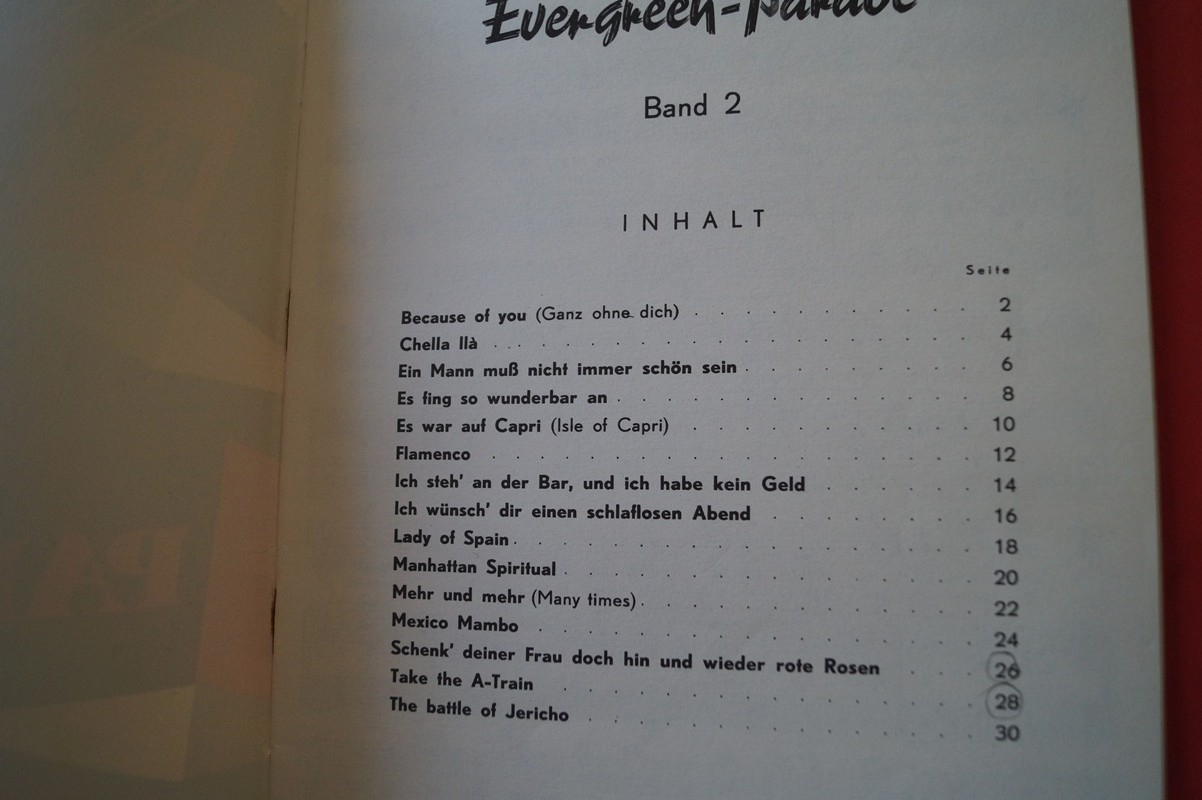 Evergreen-Parade
Band 2
INHALT
Seite
Because of you (Ganz ohne dich) . . . . . . . . . . . 2
Chella llà . . . . . . . . . . . . . . . . . 4
Ein Mann muß nicht immer schön sein . . . . . . . . . 6
Es fing so wunderbar an . . . . . . . . . . . . . . 8
Es war auf Capri (Isle of Capri) . . . . . . . . . . . 10
Flamenco . . . . . . . . . . . . . . . . . . 12
Ich steh' an der Bar, und ich habe kein Geld . . . . . . 14
Ich wünsch' dir einen schlaflosen Abend . . . . . . . . 16
Lady of Spain . . . . . . . . . . . . . . . . . 18
Manhattan Spiritual . . . . . . . . . . . . . . . 20
Mehr und mehr (Many times) . . . . . . . . . . . . 22
Mexico Mambo . . . . . . . . . . . . . . . . 24
Schenk' deiner Frau doch hin und wieder rote Rosen . . . 26
Take the A-Train . . . . . . . . . . . . . . . 28
The battle of Jericho . . . . . . . . . . . . . . 30